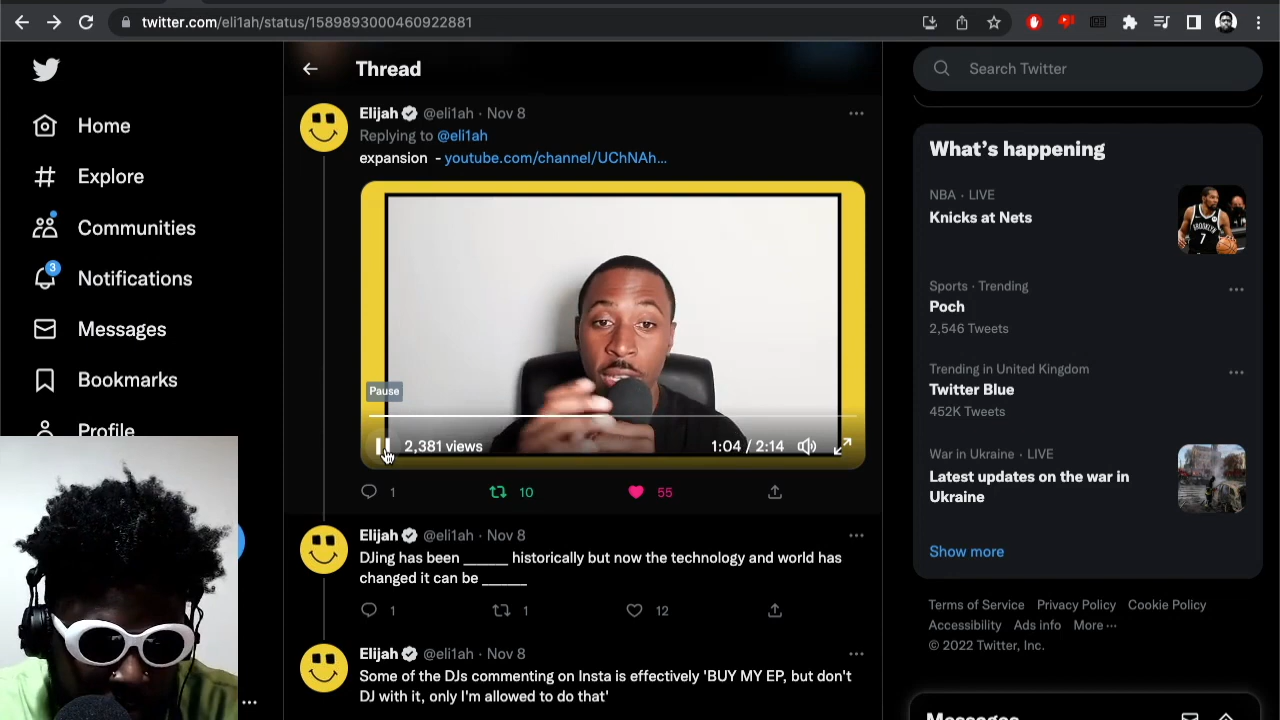 twitter.com/eli1ah/status/1589893000460922881
Home
Explore
Communities
3
Notifications
Messages
Bookmarks
Profile
Thread
Elijah @eli1ah · Nov 8
Replying to @eli1ah
expansion - youtube.com/channel/UChNAh...
Pause
2,381 views
1:04 / 2:14
1
10
55
Elijah @eli1ah · Nov 8
DJing has been ______ historically but now the technology and world has
changed it can be ______
1
1
12
Elijah @eli1ah · Nov 8
Some of the DJs commenting on Insta is effectively 'BUY MY EP, but don't
DJ with it, only I'm allowed to do that'
Search Twitter
What's happening
NBA · LIVE
Knicks at Nets
Sports · Trending
Poch
2,546 Tweets
Trending in United Kingdom
Twitter Blue
452K Tweets
War in Ukraine · LIVE
Latest updates on the war in
Ukraine
Show more
Terms of Service Privacy Policy Cookie Policy
Accessibility Ads info More ···
© 2022 Twitter, Inc.
Messages